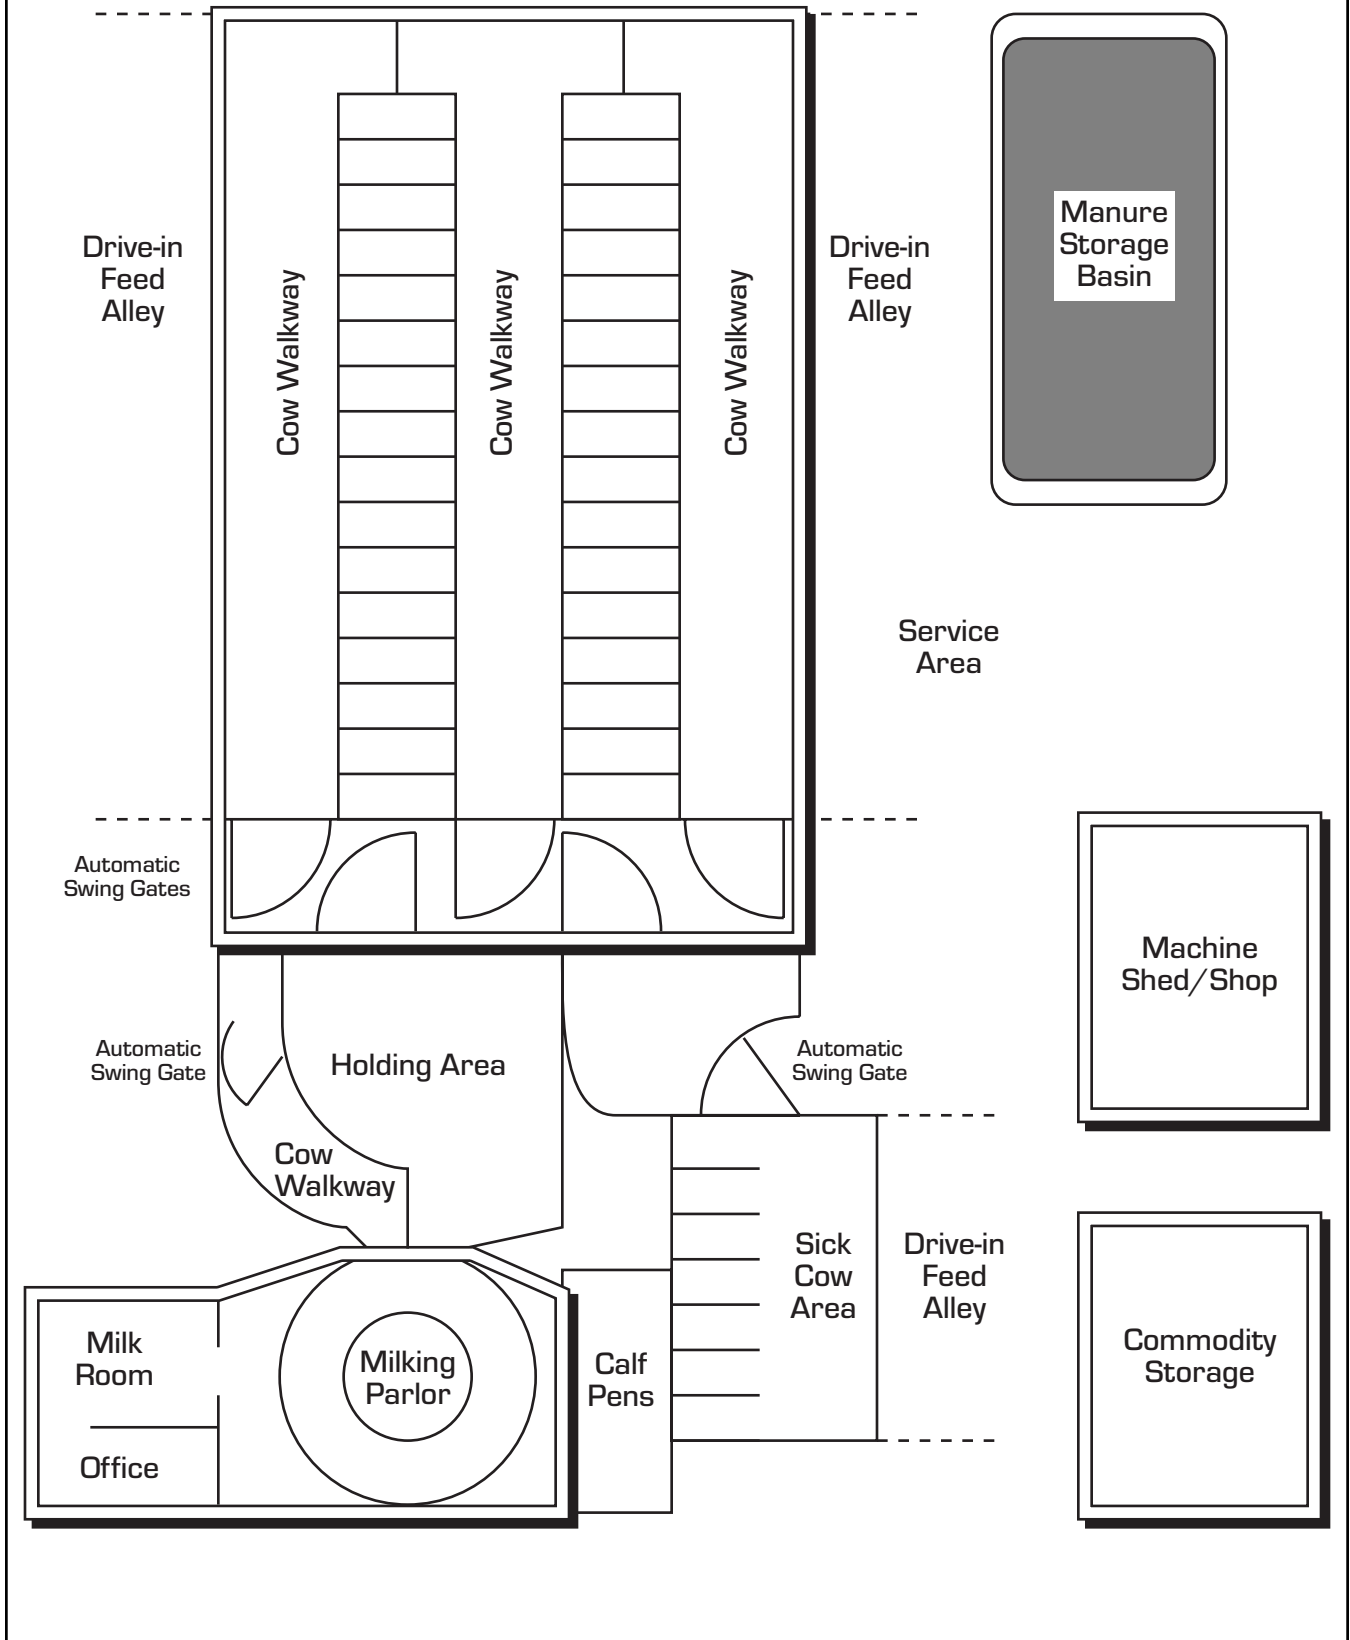 Drive-in
Feed
Alley
Cow Walkway
Cow Walkway
Cow Walkway
Drive-in
Feed
Alley
Manure
Storage
Basin
Service
Area
Automatic
Swing Gates
Machine
Shed/Shop
Automatic
Swing Gate
Holding Area
Automatic
Swing Gate
Cow
Walkway
Sick
Cow
Area
Drive-in
Feed
Alley
Milk
Room
Milking
Parlor
Calf
Pens
Commodity
Storage
Office